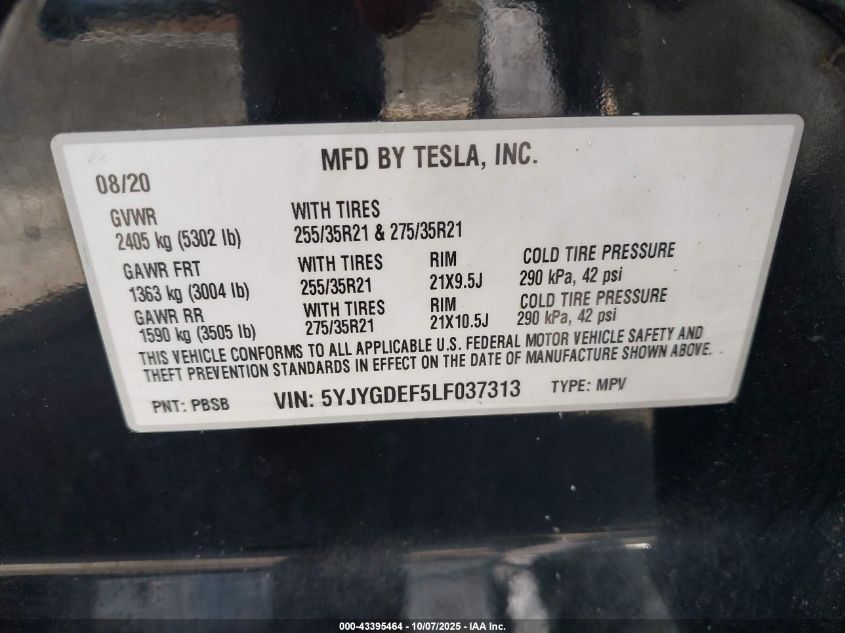 MFD BY TESLA, INC.
08/20
GVWR WITH TIRES
2405 kg (5302 lb) 255/35R21 & 275/35R21
GAWR FRT WITH TIRES RIM COLD TIRE PRESSURE
1363 kg (3004 lb) 255/35R21 21X9.5J 290 kPa, 42 psi
GAWR RR WITH TIRES RIM COLD TIRE PRESSURE
1590 kg (3505 lb) 275/35R21 21X10.5J 290 kPa, 42 psi
THIS VEHICLE CONFORMS TO ALL APPLICABLE U.S. FEDERAL MOTOR VEHICLE SAFETY AND
THEFT PREVENTION STANDARDS IN EFFECT ON THE DATE OF MANUFACTURE SHOWN ABOVE.
PNT: PBSB VIN: 5YJYGDEF5LF037313 TYPE: MPV
000-43395464 - 10/07/2025 - IAA Inc.